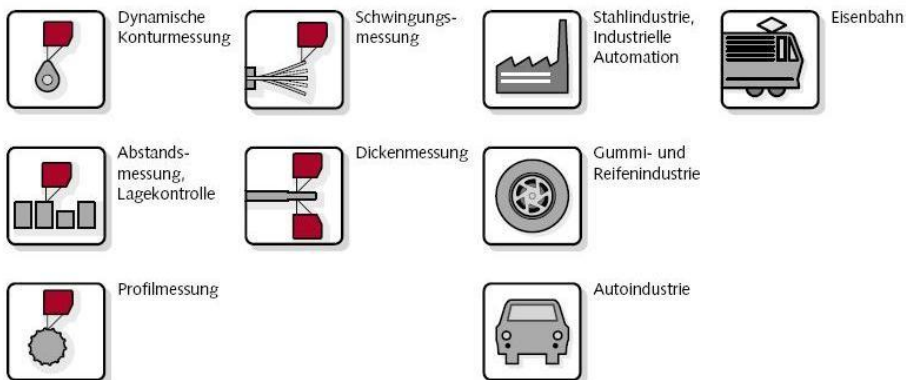 Dynamische
Konturmessung
Schwingungs-
messung
Stahlindustrie,
Industrielle
Automation
Eisenbahn
Abstands-
messung,
Lagekontrolle
Dickenmessung
Gummi- und
Reifenindustrie
Profilmessung
Autoindustrie